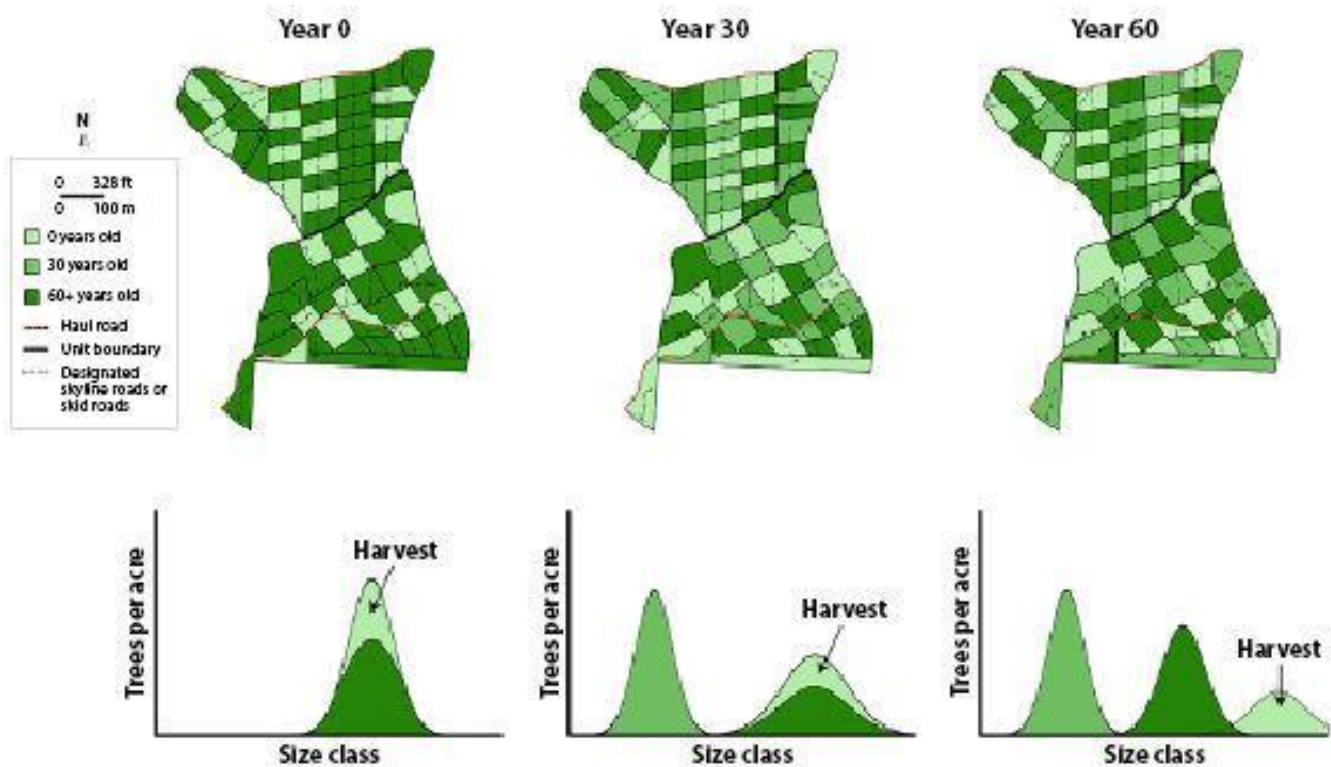 Year 0
Year 30
Year 60
N
0 328 ft
0 100 m
0 years old
30 years old
60+ years old
Haul road
Unit boundary
Designated
skyline roads or
skid roads
Trees per acre
Harvest
Size class
Trees per acre
Harvest
Size class
Trees per acre
Harvest
Size class